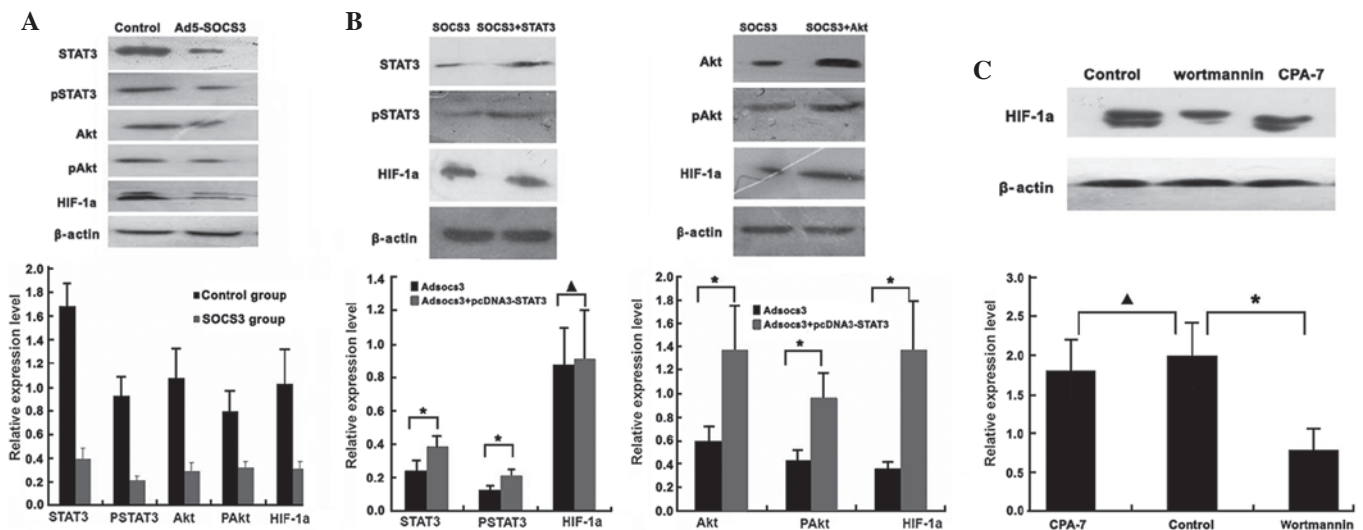 A
Control Ad5-SOCS3
STAT3
pSTAT3
Akt
pAkt
HIF-1a
β-actin
Relative expression level
2.0
1.8
1.6
1.4
1.2
1.0
0.8
0.6
0.4
0.2
0.0
Control group
SOCS3 group
STAT3 PSTAT3 Akt PAkt HIF-1a
B
SOCS3 SOCS3+STAT3
STAT3
pSTAT3
HIF-1a
β-actin
Relative expression level
1.4
1.2
1.0
0.8
0.6
0.4
0.2
0.0
Adsocs3
Adsocs3+pcDNA3-STAT3
▲
*
*
STAT3 PSTAT3 HIF-1a
SOCS3 SOCS3+Akt
Akt
pAkt
HIF-1a
β-actin
Relative expression level
2.0
1.8
1.6
1.4
1.2
1.0
0.8
0.6
0.4
0.2
0.0
* *
Adsocs3
Adsocs3+pcDNA3-STAT3
*
Akt PAkt HIF-1a
C
Control wortmannin CPA-7
HIF-1a
β-actin
Relative expression level
3.0
2.5
2.0
1.5
1.0
0.5
0.0
▲ *
CPA-7 Control Wortmannin